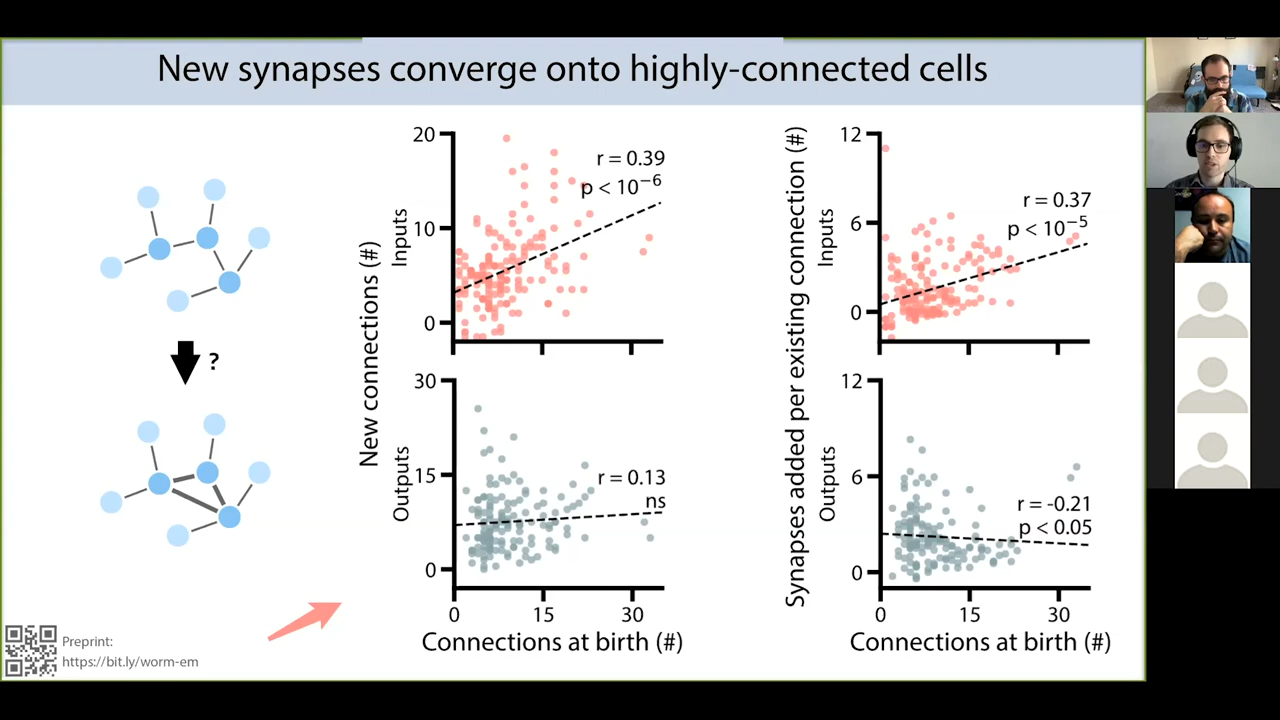 New synapses converge onto highly-connected cells
?
New connections (#)
Inputs
20
10
0
r = 0.39
p < 10⁻⁶
Synapses added per existing connection (#)
Inputs
12
6
0
r = 0.37
p < 10⁻⁵
Outputs
30
15
0
r = 0.13
ns
0
15
30
Connections at birth (#)
Outputs
12
6
0
r = -0.21
p < 0.05
0
15
30
Connections at birth (#)
Preprint:
https://bit.ly/worm-em